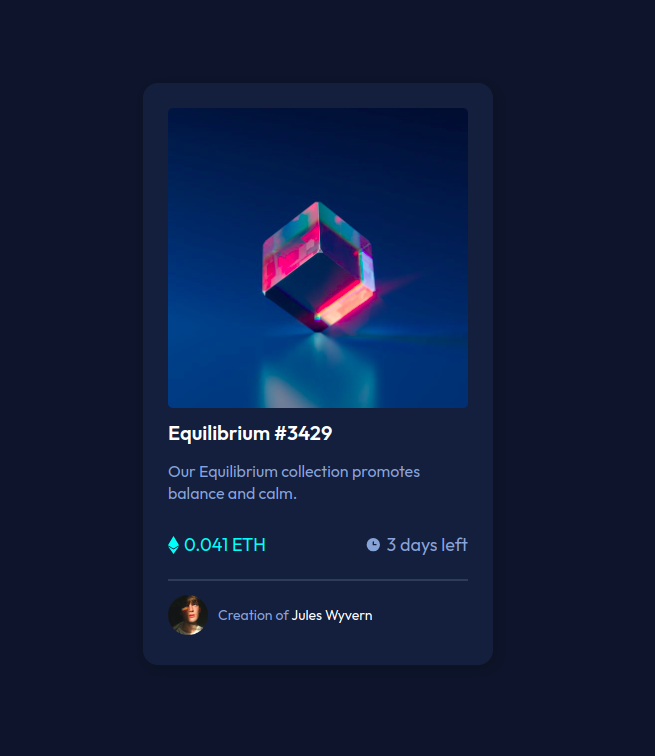 Equilibrium #3429
Our Equilibrium collection promotes
balance and calm.
0.041 ETH
3 days left
Creation of Jules Wyvern